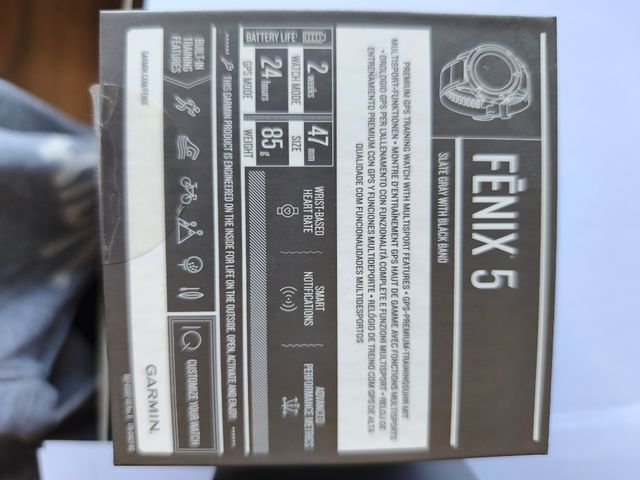 FĒNIX® 5
SLATE GRAY WITH BLACK BAND
PREMIUM GPS TRAINING WATCH WITH MULTISPORT FEATURES • GPS-PREMIUM-TRAININGSUHR MIT
MULTISPORT-FUNKTIONEN • MONTRE D'ENTRAÎNEMENT GPS HAUT DE GAMME AVEC FONCTIONS MULTISPORTS
• OROLOGIO GPS PER L'ALLENAMENTO CON FUNZIONALITÀ COMPLETE E FUNZIONI MULTISPORT • RELOJ DE
ENTRENAMIENTO PREMIUM CON GPS Y FUNCIONES MULTIDEPORTE • RELÓGIO DE TREINO COM GPS DE ALTA
QUALIDADE COM FUNCIONALIDADES MULTIDESPORTOS
BATTERY LIFE
2 weeks
WATCH MODE
24 hours
GPS MODE
47 mm
SIZE
85 g
WEIGHT
WRIST-BASED
HEART RATE
SMART
NOTIFICATIONS
ADVANCED
PERFORMANCE METRICS
THIS GARMIN PRODUCT IS ENGINEERED ON THE INSIDE FOR LIFE ON THE OUTSIDE. OPEN, ACTIVATE AND ENJOY.
BUILT-IN
TRAINING
FEATURES
CUSTOMIZE YOUR WATCH
GARMIN.COM/FENIX
GARMIN.